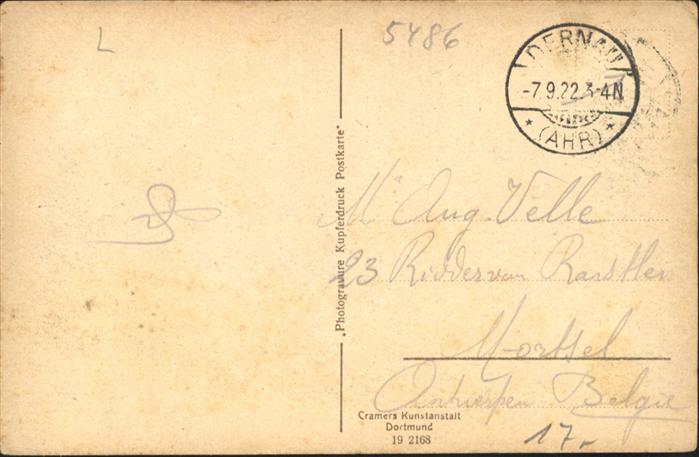 L
5486
DERNAU
-7.9.22.3-4N
* (AHR) *
„Photogravure Kupferdruck Postkarte"
Mr Aug. Velle
23 Ridder van
Mortsel
Antwerpen Belgie
Cramers Kunstanstalt
Dortmund
19 2168
17.-